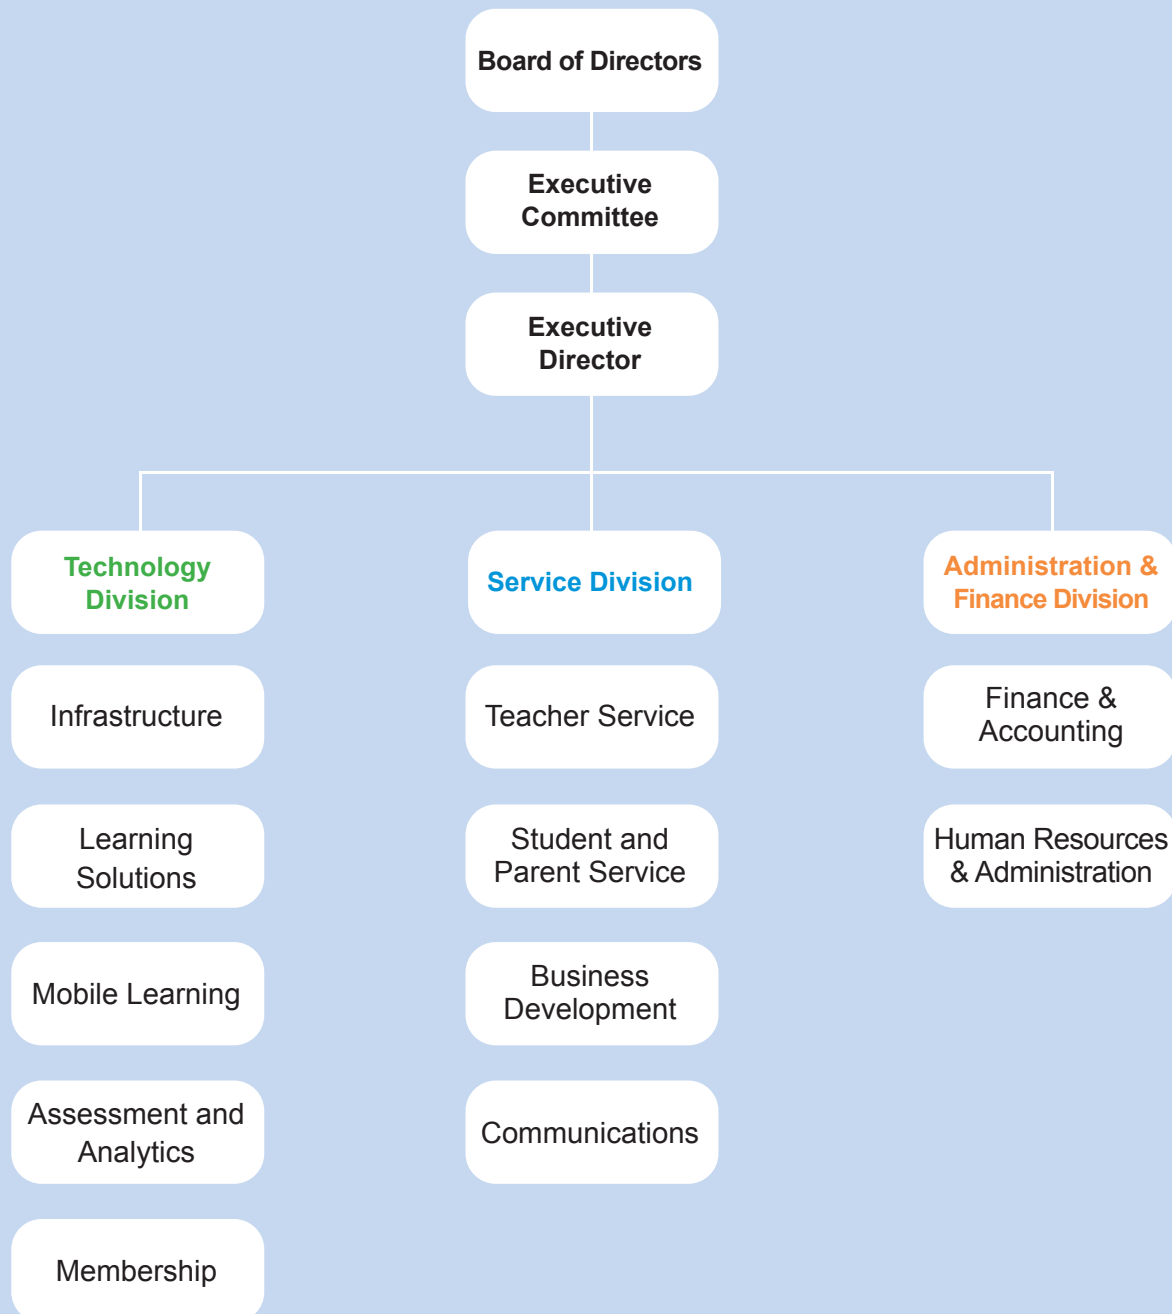 Board of Directors
Executive
Committee
Executive
Director
Technology
Division
Service Division
Administration &
Finance Division
Infrastructure
Teacher Service
Finance &
Accounting
Learning
Solutions
Student and
Parent Service
Human Resources
& Administration
Mobile Learning
Business
Development
Assessment and
Analytics
Communications
Membership